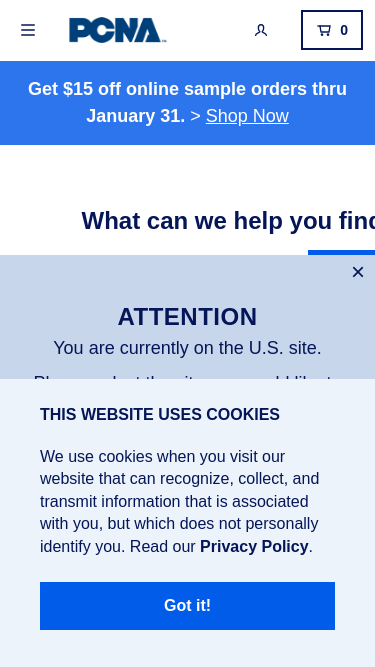 PCNA
0
Get $15 off online sample orders thru
January 31. > Shop Now
What can we help you find
ATTENTION
You are currently on the U.S. site.
THIS WEBSITE USES COOKIES
We use cookies when you visit our
website that can recognize, collect, and
transmit information that is associated
with you, but which does not personally
identify you. Read our Privacy Policy.
Got it!